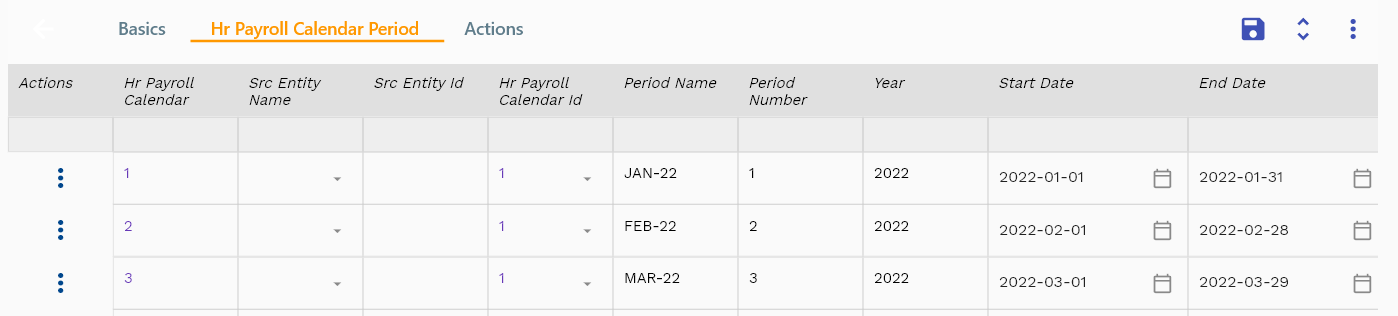 Basics Hr Payroll Calendar Period Actions
Actions Hr Payroll Src Entity Src Entity Id Hr Payroll Period Name Period Year Start Date End Date
Calendar Name Calendar Id Number
1 1 JAN-22 1 2022 2022-01-01 2022-01-31
2 1 FEB-22 2 2022 2022-02-01 2022-02-28
3 1 MAR-22 3 2022 2022-03-01 2022-03-29